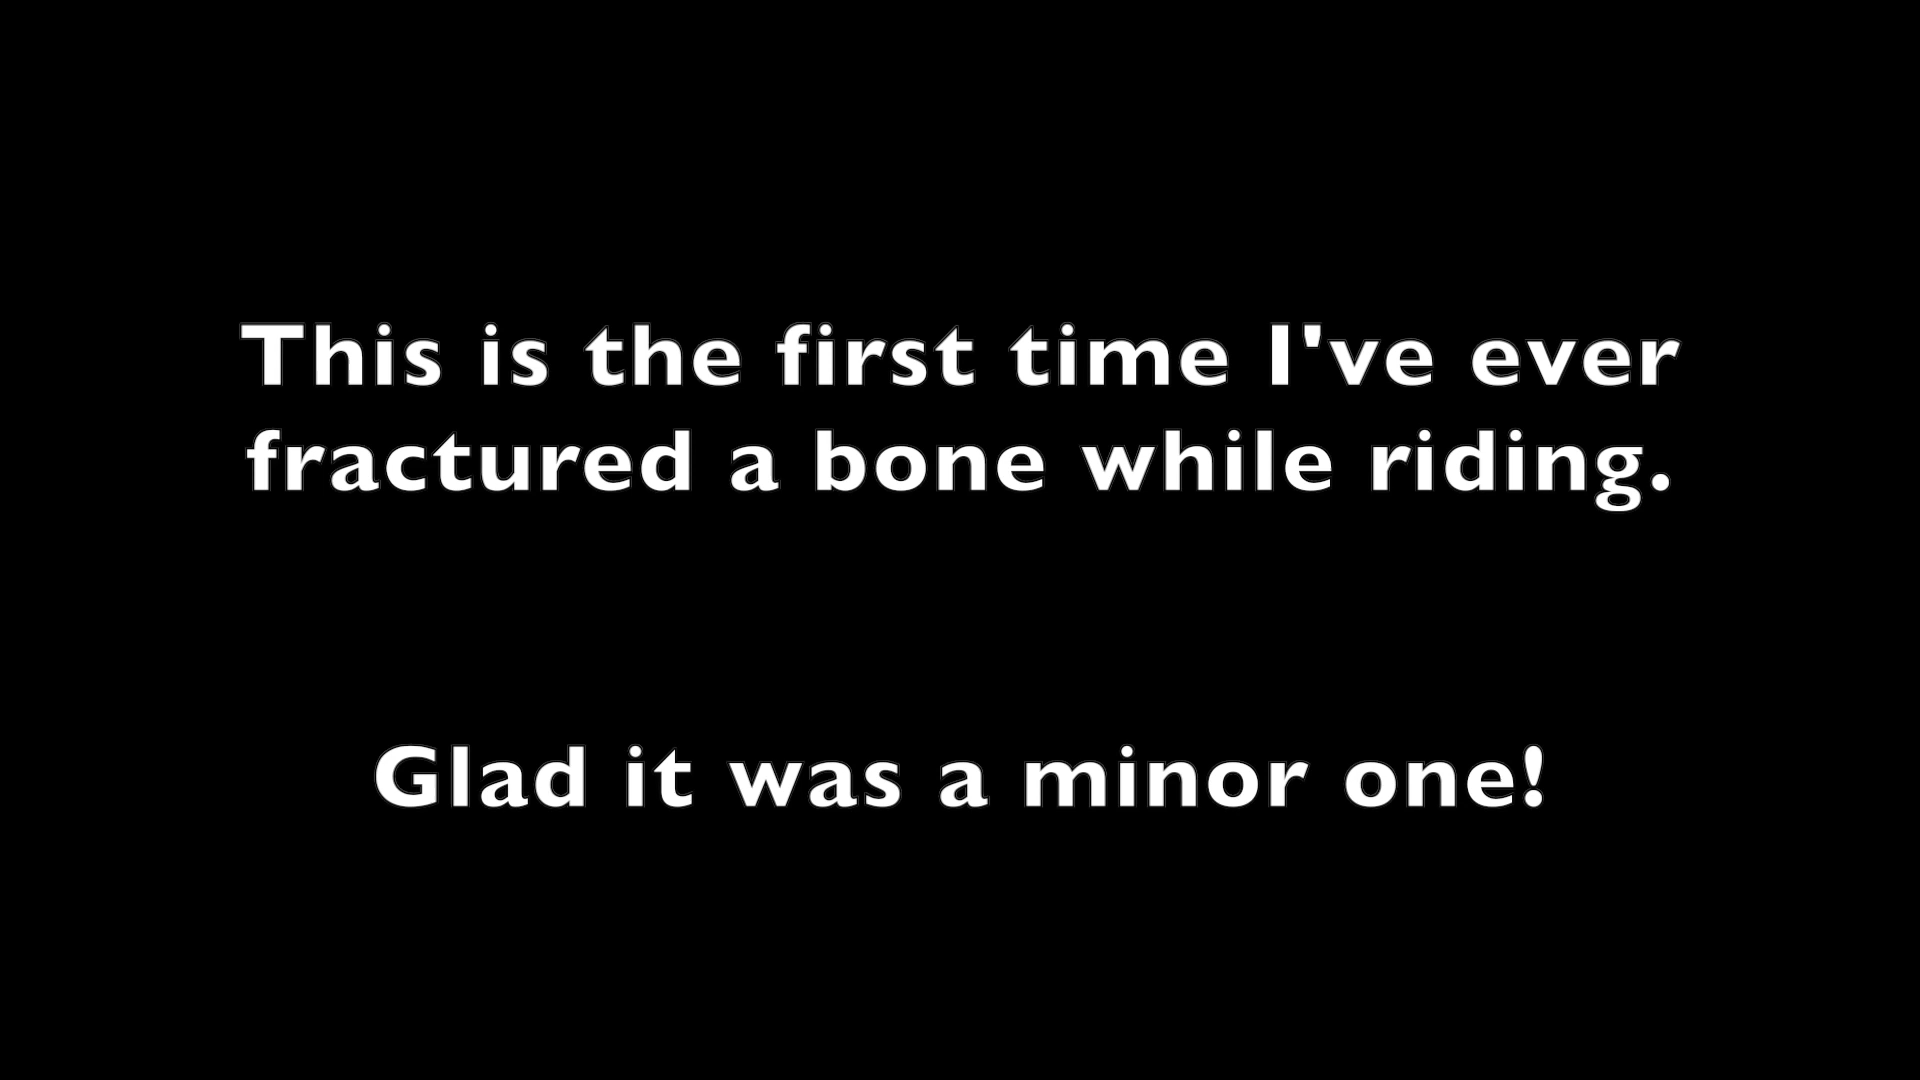 This is the first time I've ever
fractured a bone while riding.
Glad it was a minor one!